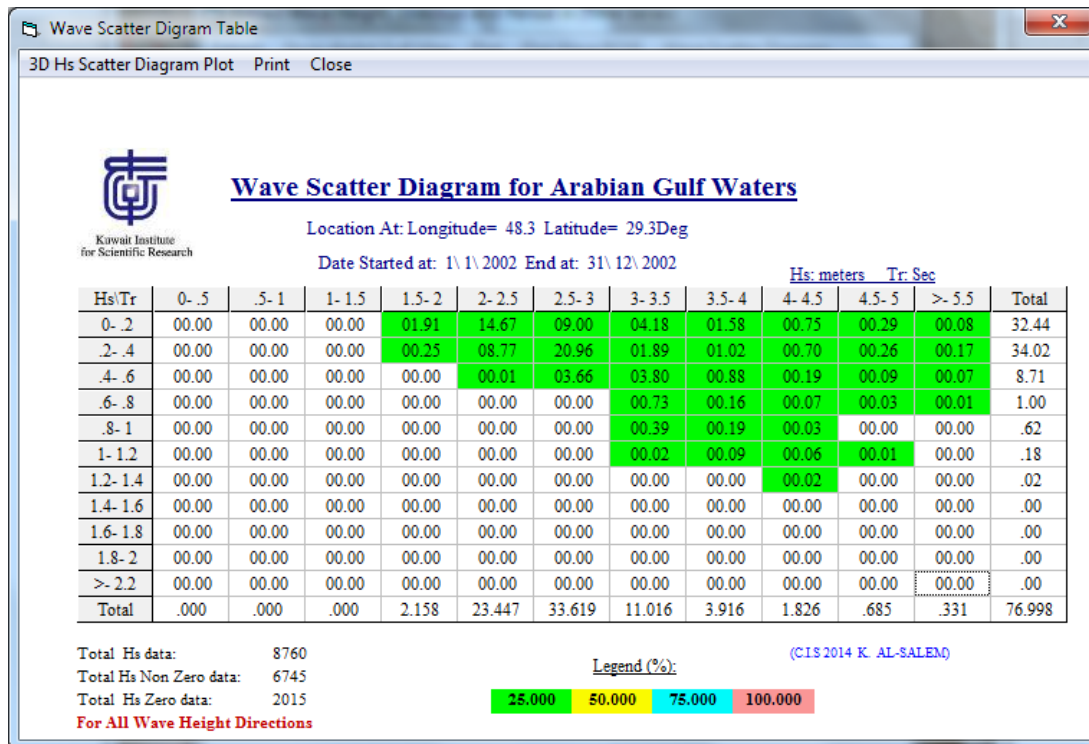 Wave Scatter Digram Table
3D Hs Scatter Diagram Plot Print Close
Kuwait Institute
for Scientific Research
Wave Scatter Diagram for Arabian Gulf Waters
Location At: Longitude= 48.3 Latitude= 29.3Deg
Date Started at: 1\ 1\ 2002 End at: 31\ 12\ 2002
Hs: meters Tr: Sec
Hs\Tr 0- .5 .5- 1 1- 1.5 1.5- 2 2- 2.5 2.5- 3 3- 3.5 3.5- 4 4- 4.5 4.5- 5 >- 5.5 Total
0- .2 00.00 00.00 00.00 01.91 14.67 09.00 04.18 01.58 00.75 00.29 00.08 32.44
.2- .4 00.00 00.00 00.00 00.25 08.77 20.96 01.89 01.02 00.70 00.26 00.17 34.02
.4- .6 00.00 00.00 00.00 00.00 00.01 03.66 03.80 00.88 00.19 00.09 00.07 8.71
.6- .8 00.00 00.00 00.00 00.00 00.00 00.00 00.73 00.16 00.07 00.03 00.01 1.00
.8- 1 00.00 00.00 00.00 00.00 00.00 00.00 00.39 00.19 00.03 00.00 00.00 .62
1- 1.2 00.00 00.00 00.00 00.00 00.00 00.00 00.02 00.09 00.06 00.01 00.00 .18
1.2- 1.4 00.00 00.00 00.00 00.00 00.00 00.00 00.00 00.00 00.02 00.00 00.00 .02
1.4- 1.6 00.00 00.00 00.00 00.00 00.00 00.00 00.00 00.00 00.00 00.00 00.00 .00
1.6- 1.8 00.00 00.00 00.00 00.00 00.00 00.00 00.00 00.00 00.00 00.00 00.00 .00
1.8- 2 00.00 00.00 00.00 00.00 00.00 00.00 00.00 00.00 00.00 00.00 00.00 .00
>- 2.2 00.00 00.00 00.00 00.00 00.00 00.00 00.00 00.00 00.00 00.00 00.00 .00
Total .000 .000 .000 2.158 23.447 33.619 11.016 3.916 1.826 .685 .331 76.998
Total Hs data: 8760
Total Hs Non Zero data: 6745
Total Hs Zero data: 2015
For All Wave Height Directions
Legend (%):
25.000 50.000 75.000 100.000
(C.I.S 2014 K. AL-SALEM)